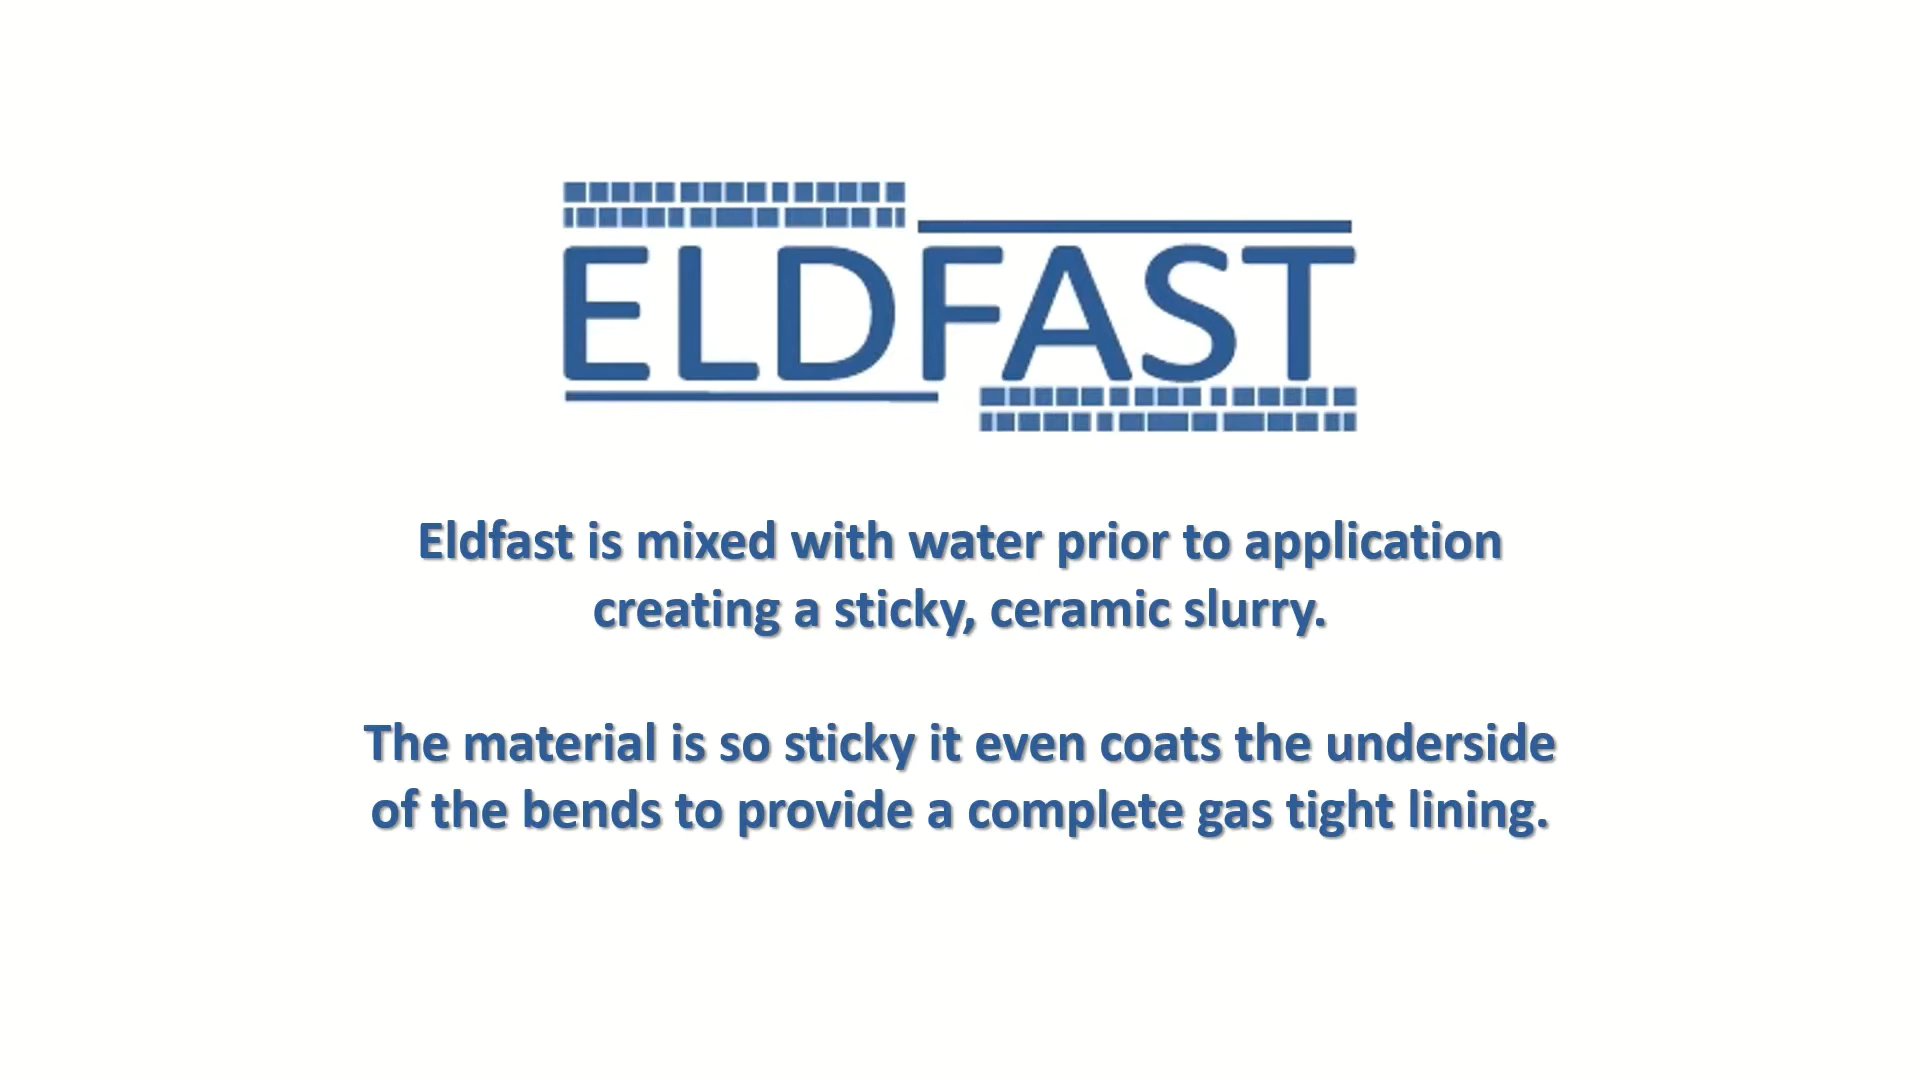 ELDFAST
Eldfast is mixed with water prior to application
creating a sticky, ceramic slurry.
The material is so sticky it even coats the underside
of the bends to provide a complete gas tight lining.